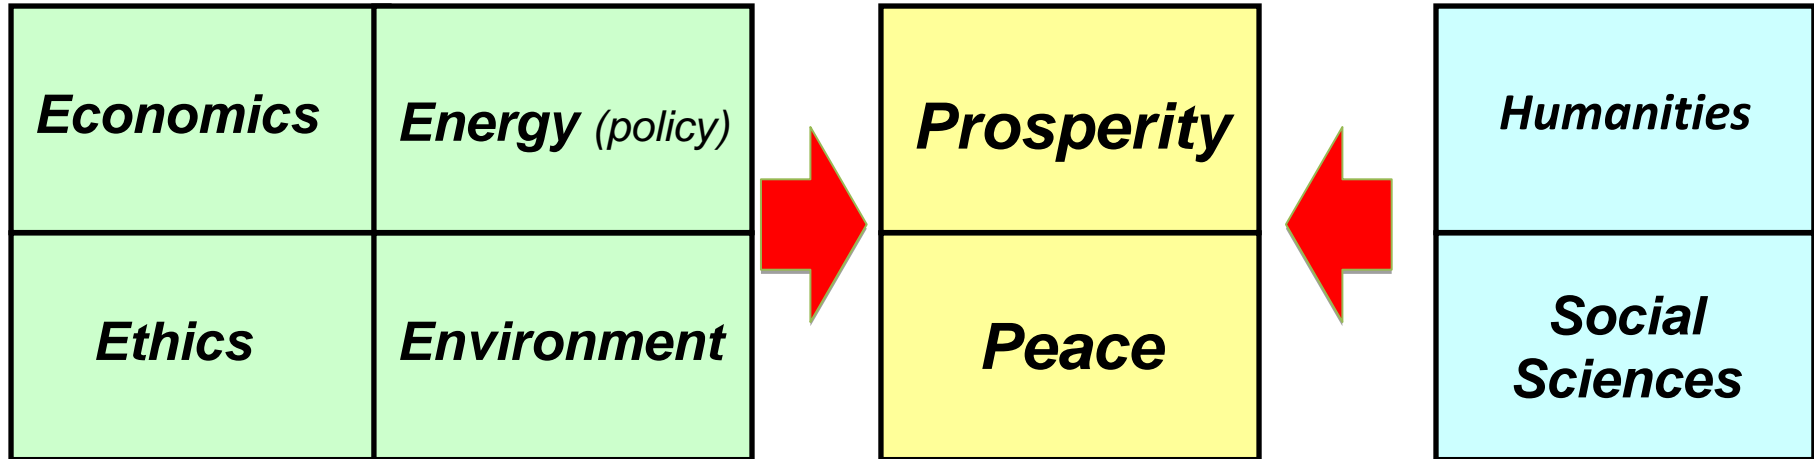 Economics
Energy (policy)
Prosperity
Humanities
Ethics
Environment
Peace
Social
Sciences